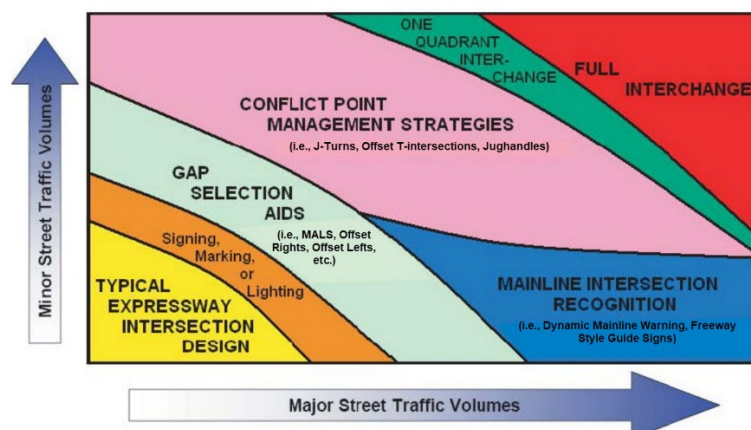 ONE
QUADRANT
INTER-
CHANGE
FULL
INTERCHANGE
CONFLICT POINT
MANAGEMENT STRATEGIES
(i.e., J-Turns, Offset T-intersections, Jughandles)
GAP
SELECTION
AIDS
(i.e., MALS, Offset
Rights, Offset Lefts,
etc.)
Signing,
Marking,
or
Lighting
TYPICAL
EXPRESSWAY
INTERSECTION
DESIGN
MAINLINE INTERSECTION
RECOGNITION
(i.e., Dynamic Mainline Warning, Freeway
Style Guide Signs)
Minor Street Traffic Volumes
Major Street Traffic Volumes